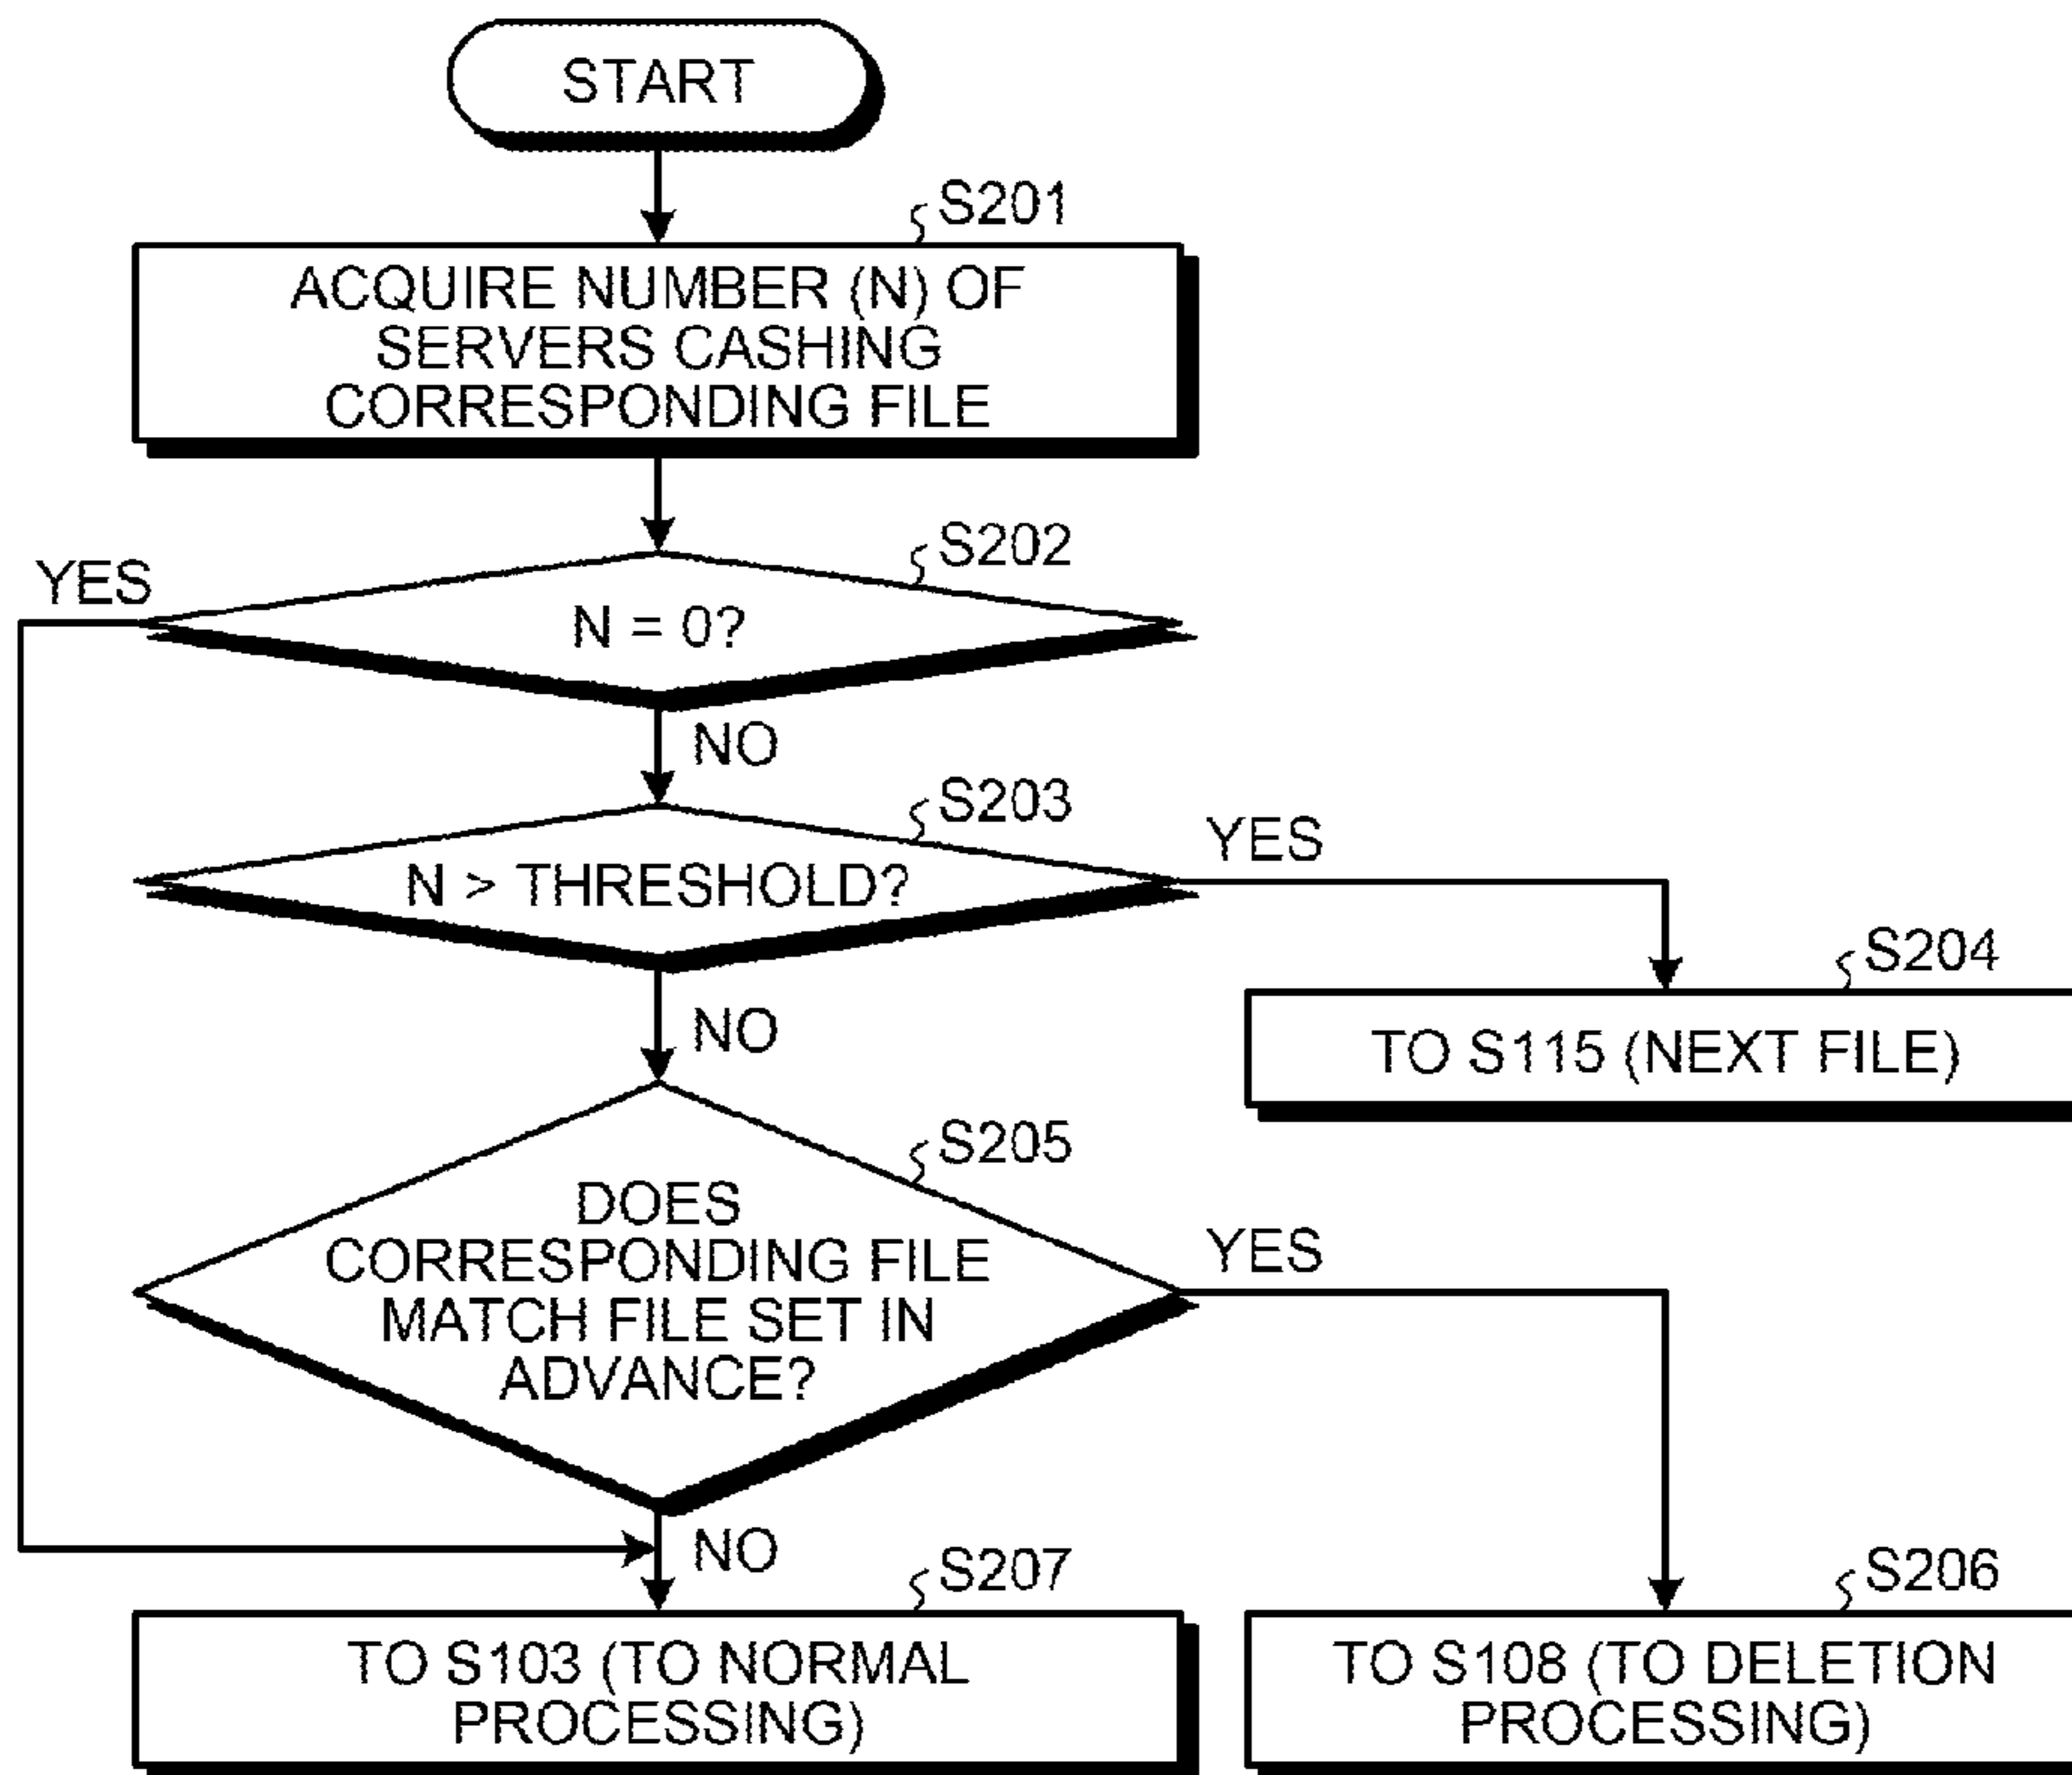 START
S201
ACQUIRE NUMBER (N) OF
SERVERS CASHING
CORRESPONDING FILE
S202
YES
N = 0?
NO
S203
YES
N > THRESHOLD?
S204
NO
TO S115 (NEXT FILE)
S205
DOES
CORRESPONDING FILE
MATCH FILE SET IN
ADVANCE?
YES
NO
S207
S206
TO S103 (TO NORMAL
PROCESSING)
TO S108 (TO DELETION
PROCESSING)